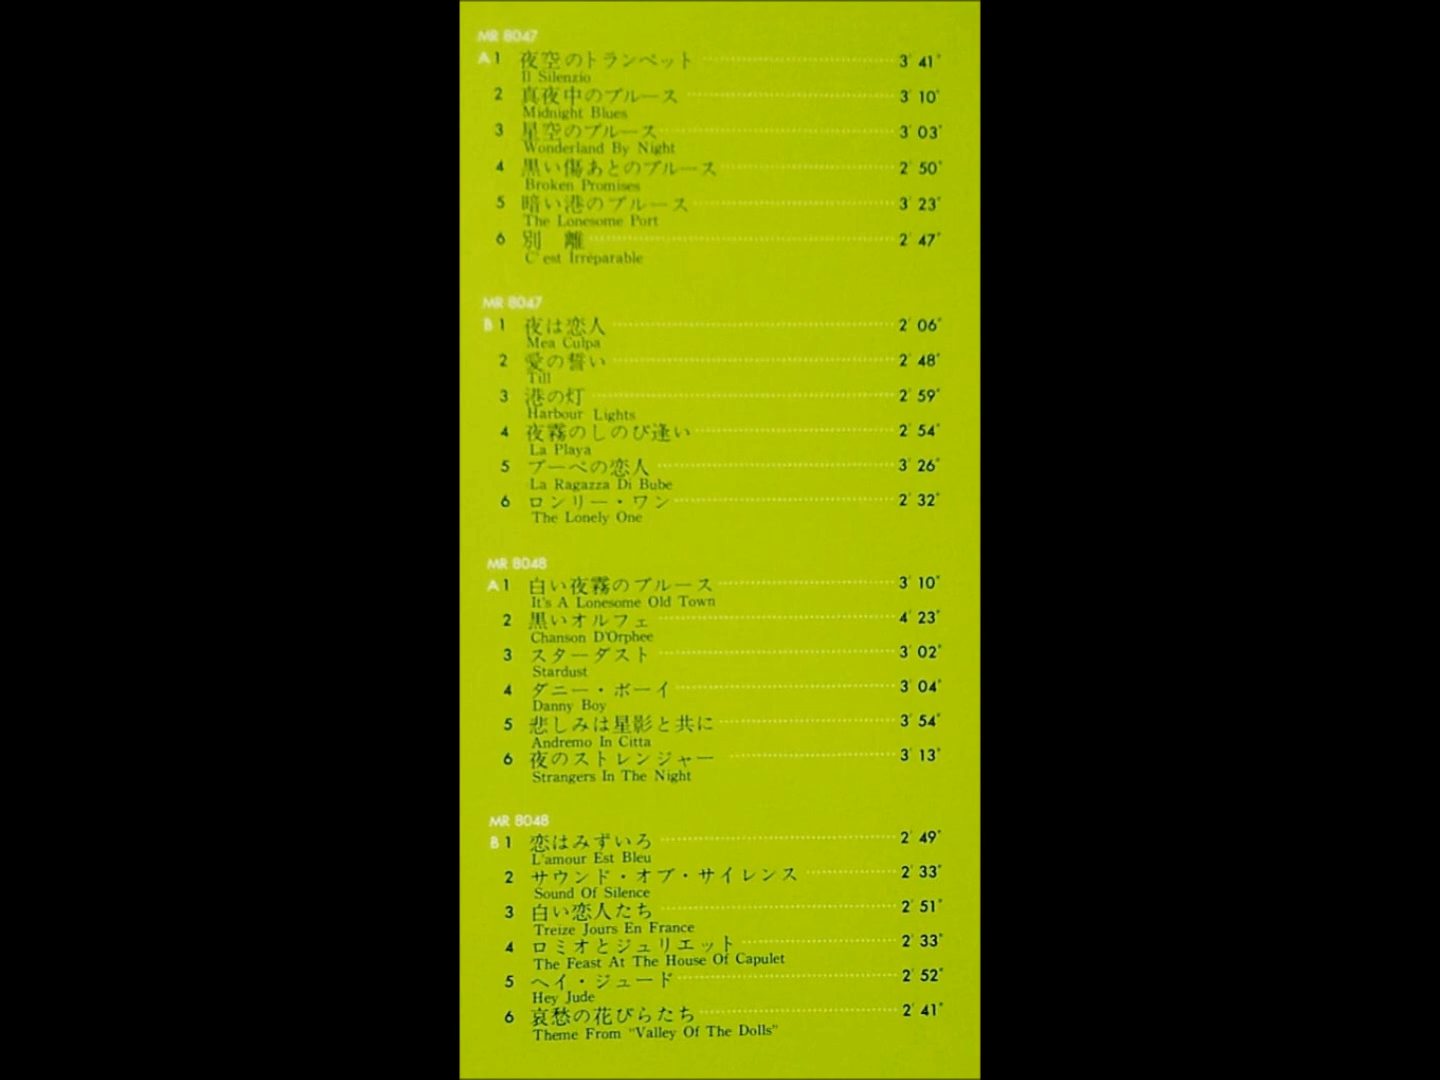 MR 8047
A 1 夜空のトランペット 3' 41"
Il Silenzio
2 真夜中のブルース 3' 10"
Midnight Blues
3 星空のブルース 3' 03"
Wonderland By Night
4 黒い傷あとのブルース 2' 50"
Broken Promises
5 暗い港のブルース 3' 23"
The Lonesome Port
6 別 離 2' 47"
C'est Irréparable
MR 8047
B 1 夜は恋人 2' 06"
Mea Culpa
2 愛の誓い 2' 48"
Till
3 港の灯 2' 59"
Harbour Lights
4 夜霧のしのび逢い 2' 54"
La Playa
5 ブーベの恋人 3' 26"
La Ragazza Di Bube
6 ロンリー・ワン 2' 32"
The Lonely One
MR 8048
A 1 白い夜霧のブルース 3' 10"
It's A Lonesome Old Town
2 黒いオルフェ 4' 23"
Chanson D'Orphee
3 スターダスト 3' 02"
Stardust
4 ダニー・ボーイ 3' 04"
Danny Boy
5 悲しみは星影と共に 3' 54"
Andremo In Citta
6 夜のストレンジャー 3' 13"
Strangers In The Night
MR 8048
B 1 恋はみずいろ 2' 49"
L'amour Est Bleu
2 サウンド・オブ・サイレンス 2' 33"
Sound Of Silence
3 白い恋人たち 2' 51"
Treize Jours En France
4 ロミオとジュリエット 2' 33"
The Feast At The House Of Capulet
5 ヘイ・ジュード 2' 52"
Hey Jude
6 哀愁の花びらたち 2' 41"
Theme From "Valley Of The Dolls"